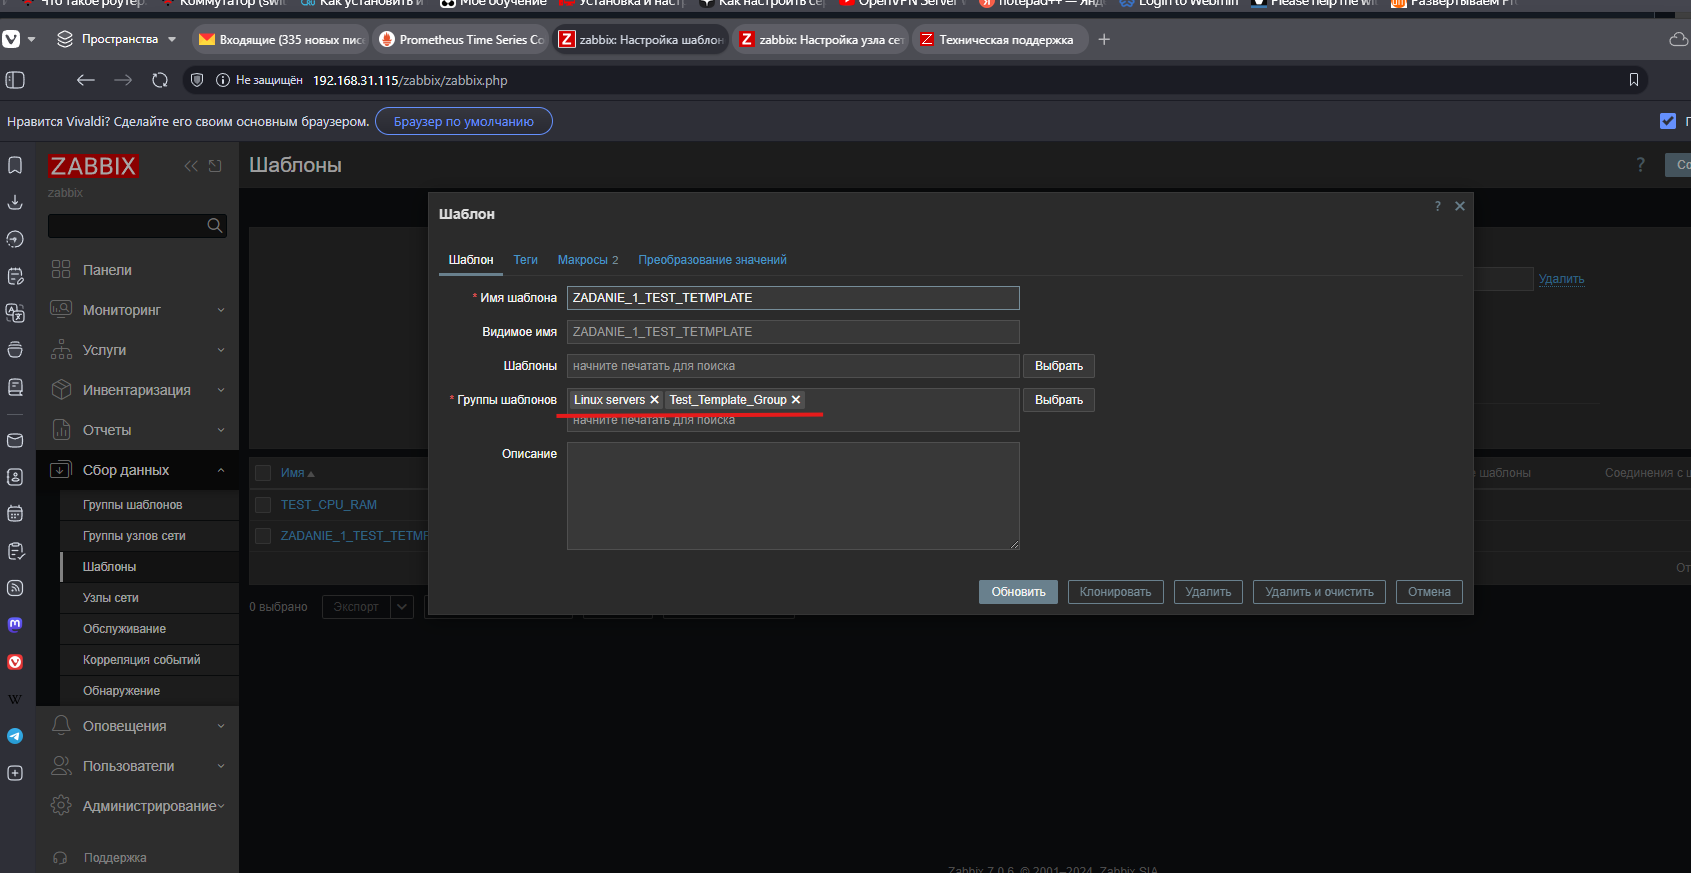 Что такое роутер.
Коммутатор (swit
Как установить и
Мое обучение
Установка и наст
Как настроить се
OpenVPN Server
notepad++ — Янд
Login to Webmin
Please help me wi
Развертываем Pr
Пространства
Входящие (335 новых писе
Prometheus Time Series Co
zabbix: Настройка шаблон
zabbix: Настройка узла сет
Техническая поддержка
Не защищён 192.168.31.115/zabbix/zabbix.php
Нравится Vivaldi? Сделайте его своим основным браузером. Браузер по умолчанию
ZABBIX
zabbix
Панели
Мониторинг
Услуги
Инвентаризация
Отчеты
Сбор данных
Группы шаблонов
Группы узлов сети
Шаблоны
Узлы сети
Обслуживание
Корреляция событий
Обнаружение
Оповещения
Пользователи
Администрирование
Поддержка
Шаблоны
? Со
Удалить
Имя
TEST_CPU_RAM
ZADANIE_1_TEST_TETMP
шаблоны
Соединения с ш
От
0 выбрано Экспорт
Шаблон
?
Шаблон Теги Макросы 2 Преобразование значений
* Имя шаблона ZADANIE_1_TEST_TETMPLATE
Видимое имя ZADANIE_1_TEST_TETMPLATE
Шаблоны начните печатать для поиска Выбрать
* Группы шаблонов Linux servers Test_Template_Group Выбрать
начните печатать для поиска
Описание
Обновить Клонировать Удалить Удалить и очистить Отмена
Zabbix 7.0.6. © 2001–2024, Zabbix SIA